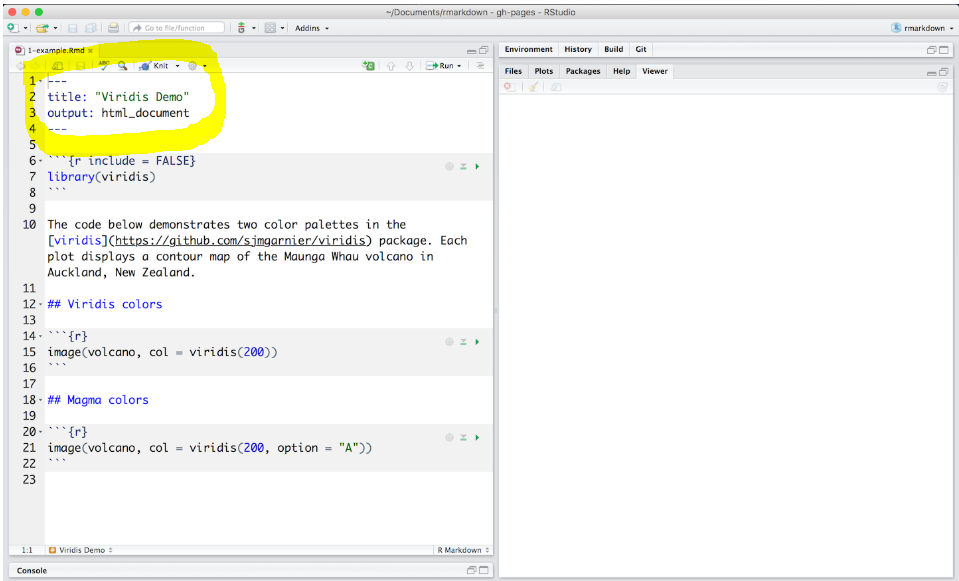 ~/Documents/rmarkdown - gh-pages - RStudio
Go to file/function Addins rmarkdown
1-example.Rmd ×
ABC Knit Run
1 ---
2 title: "Viridis Demo"
3 output: html_document
4 ---
5
6 ```{r include = FALSE}
7 library(viridis)
8 ```
9
10 The code below demonstrates two color palettes in the
[viridis](https://github.com/sjmgarnier/viridis) package. Each
plot displays a contour map of the Maunga Whau volcano in
Auckland, New Zealand.
11
12 ## Viridis colors
13
14 ```{r}
15 image(volcano, col = viridis(200))
16 ```
17
18 ## Magma colors
19
20 ```{r}
21 image(volcano, col = viridis(200, option = "A"))
22 ```
23
1:1 Viridis Demo R Markdown
Console
Environment History Build Git
Files Plots Packages Help Viewer